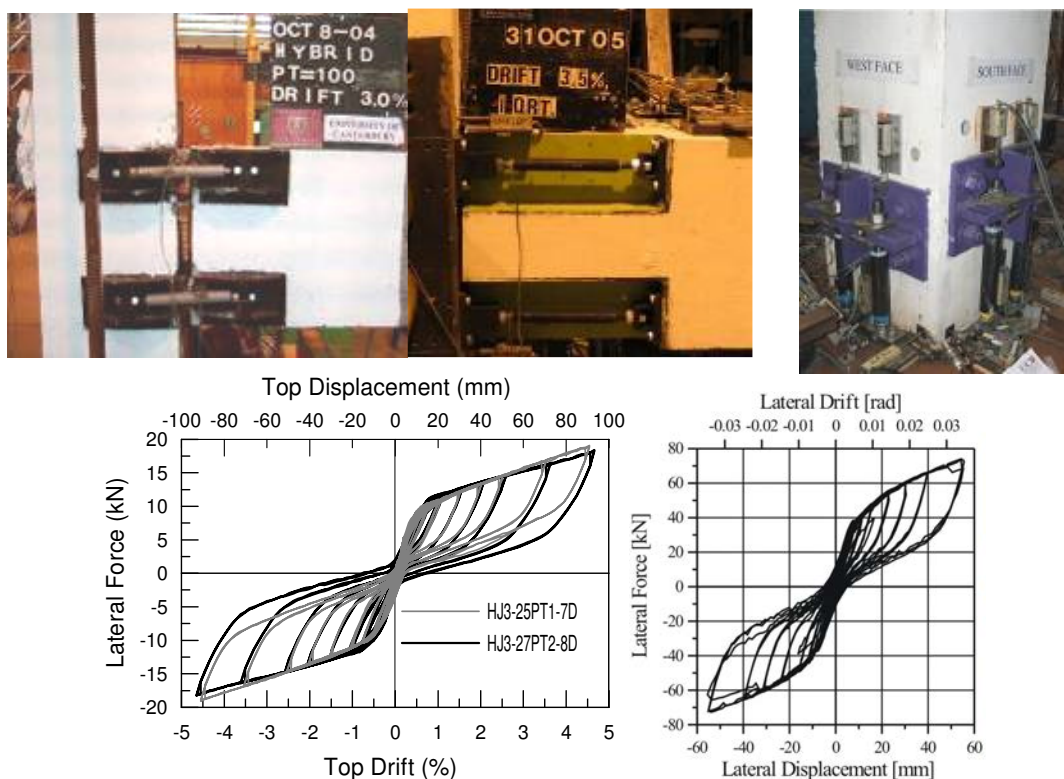 OCT 8-04
HYBRID
PT=100
DRIFT 3.0%
UNIVERSITY OF
CANTERBURY
31 OCT 05
DRIFT 3.5%
WEST FACE
SOUTH FACE
Top Displacement (mm)
-100 -80 -60 -40 -20 0 20 40 60 80 100
Lateral Force (kN)
20
15
10
5
0
-5
-10
-15
-20
HJ3-25PT1-7D
HJ3-27PT2-8D
-5 -4 -3 -2 -1 0 1 2 3 4 5
Top Drift (%)
Lateral Drift [rad]
-0.03 -0.02 -0.01 0 0.01 0.02 0.03
Lateral Force [kN]
80
60
40
20
0
-20
-40
-60
-80
-60 -40 -20 0 20 40 60
Lateral Displacement [mm]